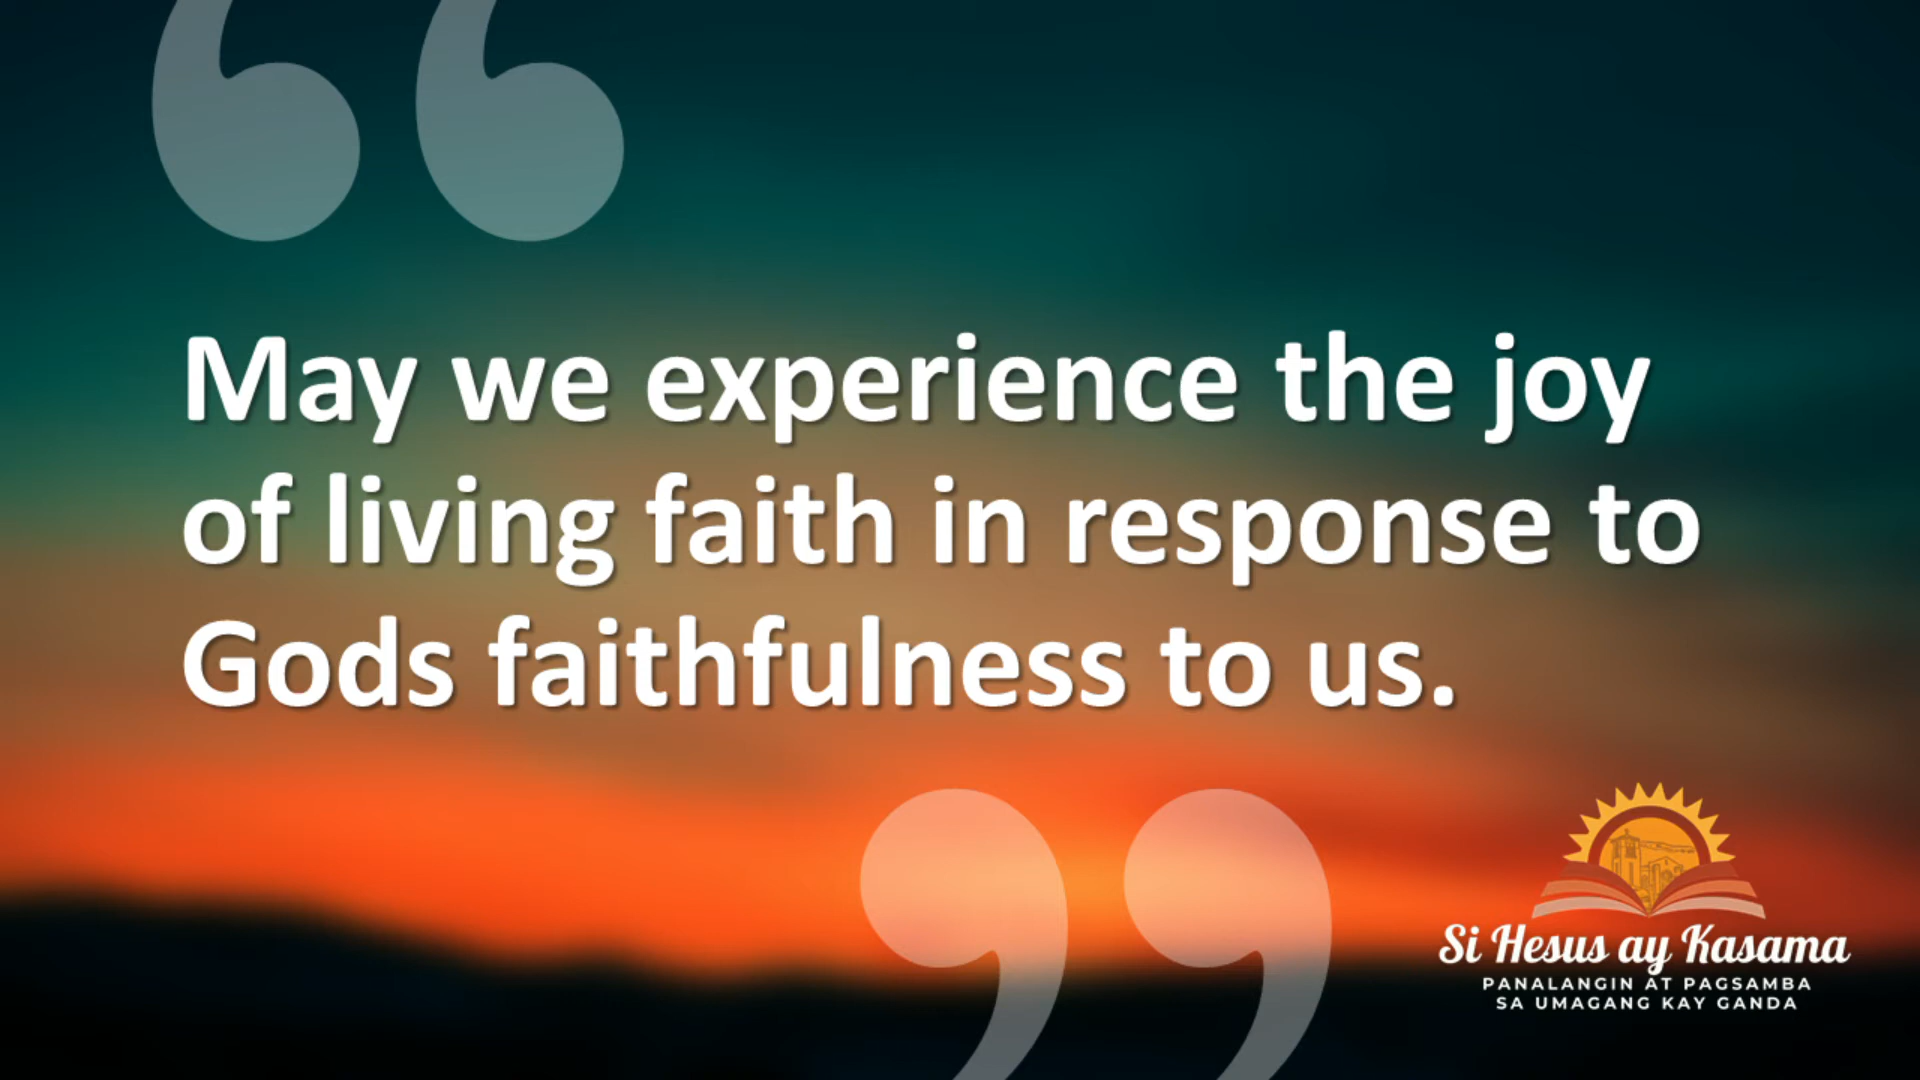 May we experience the joy
of living faith in response to
Gods faithfulness to us.
Si Hesus ay Kasama
PANALANGIN AT PAGSAMBA
SA UMAGANG KAY GANDA